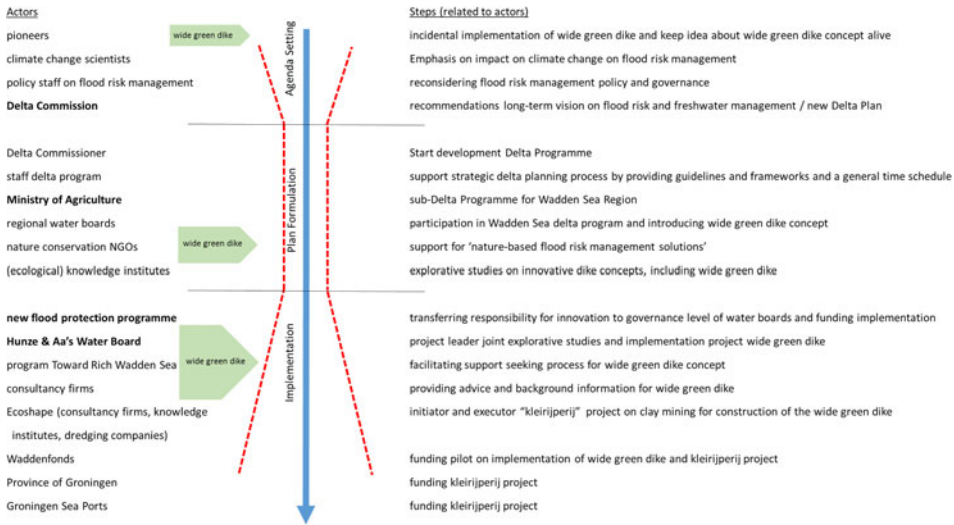 Actors
Steps (related to actors)
pioneers
wide green dike
incidental implementation of wide green dike and keep idea about wide green dike concept alive
climate change scientists
Emphasis on impact on climate change on flood risk management
policy staff on flood risk management
reconsidering flood risk management policy and governance
Delta Commission
recommendations long-term vision on flood risk and freshwater management / new Delta Plan
Agenda Setting
Delta Commissioner
Start development Delta Programme
staff delta program
support strategic delta planning process by providing guidelines and frameworks and a general time schedule
Ministry of Agriculture
sub-Delta Programme for Wadden Sea Region
regional water boards
participation in Wadden Sea delta program and introducing wide green dike concept
nature conservation NGOs
wide green dike
support for ‘nature-based flood risk management solutions’
(ecological) knowledge institutes
explorative studies on innovative dike concepts, including wide green dike
Plan Formulation
new flood protection programme
transferring responsibility for innovation to governance level of water boards and funding implementation
Hunze & Aa's Water Board
project leader joint explorative studies and implementation project wide green dike
program Toward Rich Wadden Sea
wide green dike
facilitating support seeking process for wide green dike concept
consultancy firms
providing advice and background information for wide green dike
Ecoshape (consultancy firms, knowledge
institutes, dredging companies)
initiator and executor “kleirijperij” project on clay mining for construction of the wide green dike
Implementation
Waddenfonds
funding pilot on implementation of wide green dike and kleirijperij project
Province of Groningen
funding kleirijperij project
Groningen Sea Ports
funding kleirijperij project